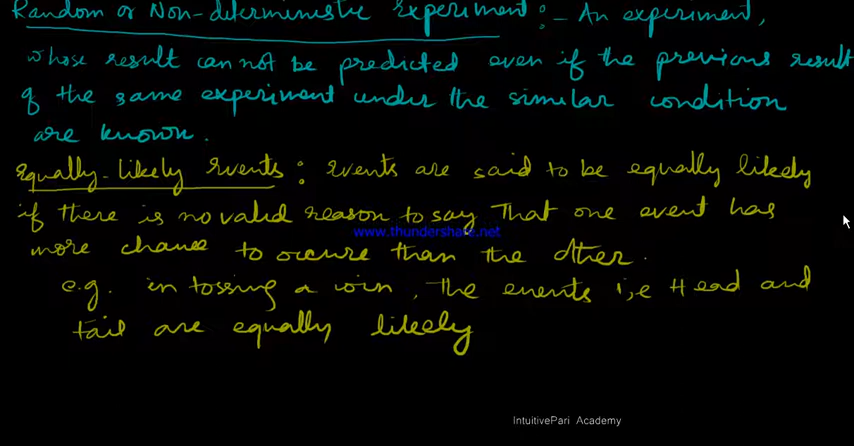 Random or Non-deterministic Experiment :- An experiment,
whose result can not be predicted even if the previous result
of the same experiment under the similar condition
are known.
Equally-likely Events : Events are said to be equally likely
if there is no valid reason to say That one event has
www.thundershare.net
more chance to occure than the other.
e.g. in tossing a coin, The events i,e Head and
tail are equally likely
IntuitivePari Academy